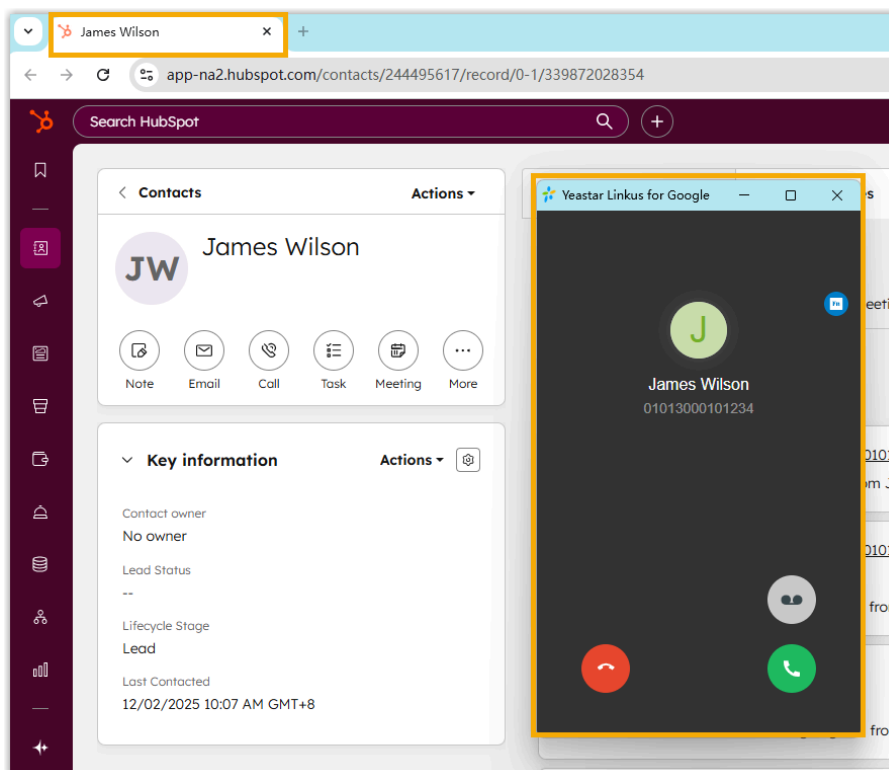 James Wilson
app-na2.hubspot.com/contacts/244495617/record/0-1/339872028354
Search HubSpot
Contacts
Actions
JW
James Wilson
Note
Email
Call
Task
Meeting
More
Key information
Actions
Contact owner
No owner
Lead Status
--
Lifecycle Stage
Lead
Last Contacted
12/02/2025 10:07 AM GMT+8
Yeastar Linkus for Google
J
James Wilson
01013000101234